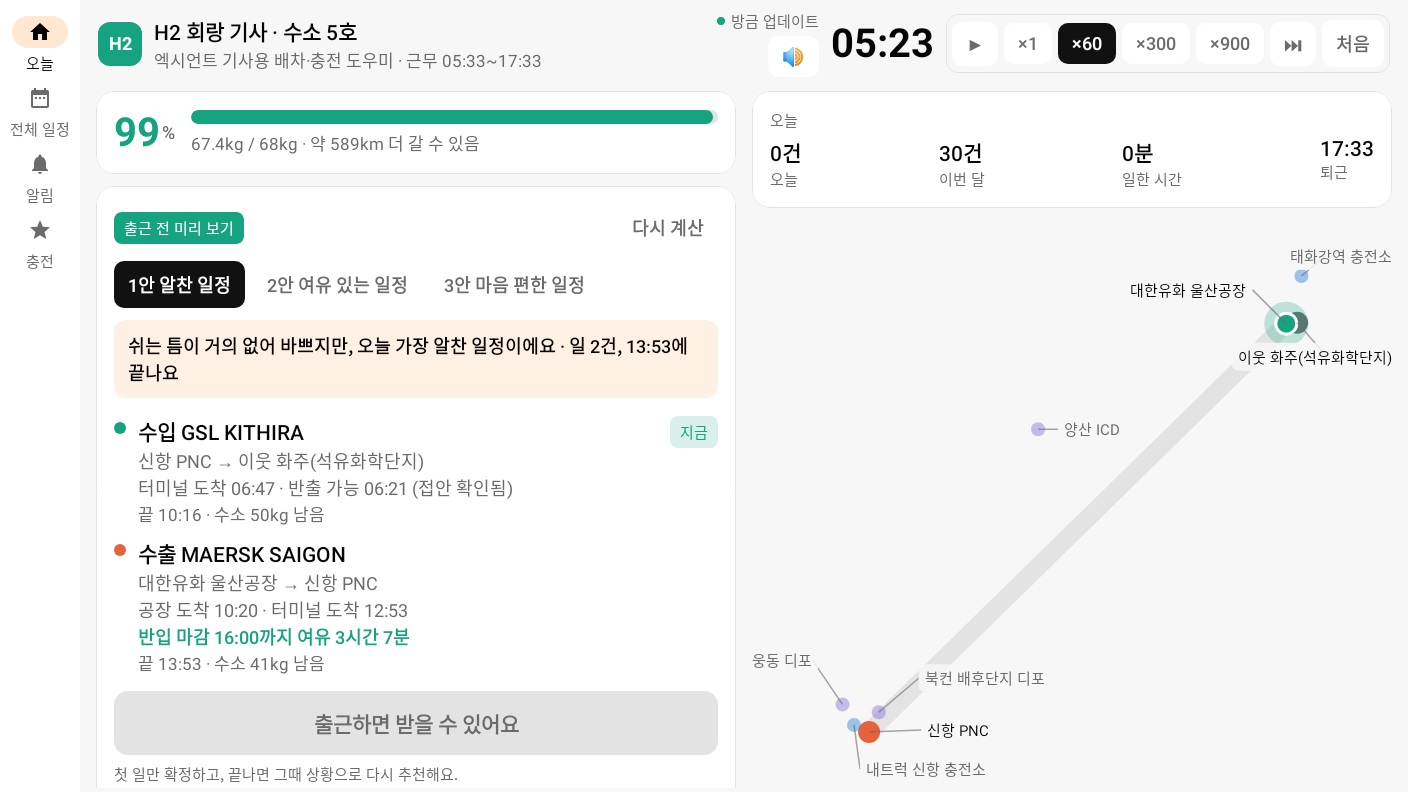 오늘
전체 일정
알림
충전
H2
H2 회랑 기사 · 수소 5호
엑시언트 기사용 배차·충전 도우미 · 근무 05:33~17:33
방금 업데이트
05:23
×1
×60
×300
×900
처음
99%
67.4kg / 68kg · 약 589km 더 갈 수 있음
출근 전 미리 보기
다시 계산
1안 알찬 일정
2안 여유 있는 일정
3안 마음 편한 일정
쉬는 틈이 거의 없어 바쁘지만, 오늘 가장 알찬 일정이에요 · 일 2건, 13:53에
끝나요
수입 GSL KITHIRA
지금
신항 PNC → 이웃 화주(석유화학단지)
터미널 도착 06:47 · 반출 가능 06:21 (접안 확인됨)
끝 10:16 · 수소 50kg 남음
수출 MAERSK SAIGON
대한유화 울산공장 → 신항 PNC
공장 도착 10:20 · 터미널 도착 12:53
반입 마감 16:00까지 여유 3시간 7분
끝 13:53 · 수소 41kg 남음
출근하면 받을 수 있어요
첫 일만 확정하고, 끝나면 그때 상황으로 다시 추천해요.
오늘
0건
오늘
30건
이번 달
0분
일한 시간
17:33
퇴근
태화강역 충전소
대한유화 울산공장
이웃 화주(석유화학단지)
양산 ICD
웅동 디포
북컨 배후단지 디포
신항 PNC
내트럭 신항 충전소